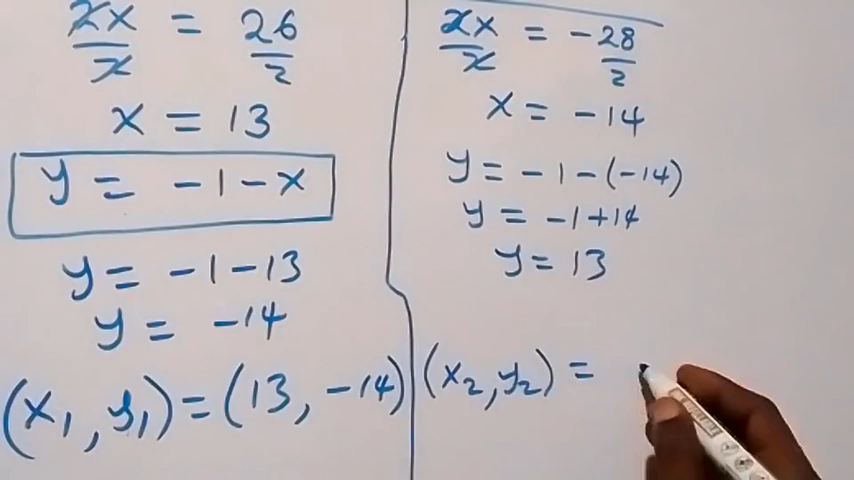 2x/2 = 26/2
x = 13
y = -1-x
y = -1-13
y = -14
(x₁, y₁) = (13, -14)
2x/2 = -28/2
x = -14
y = -1-(-14)
y = -1+14
y = 13
(x₂, y₂) =